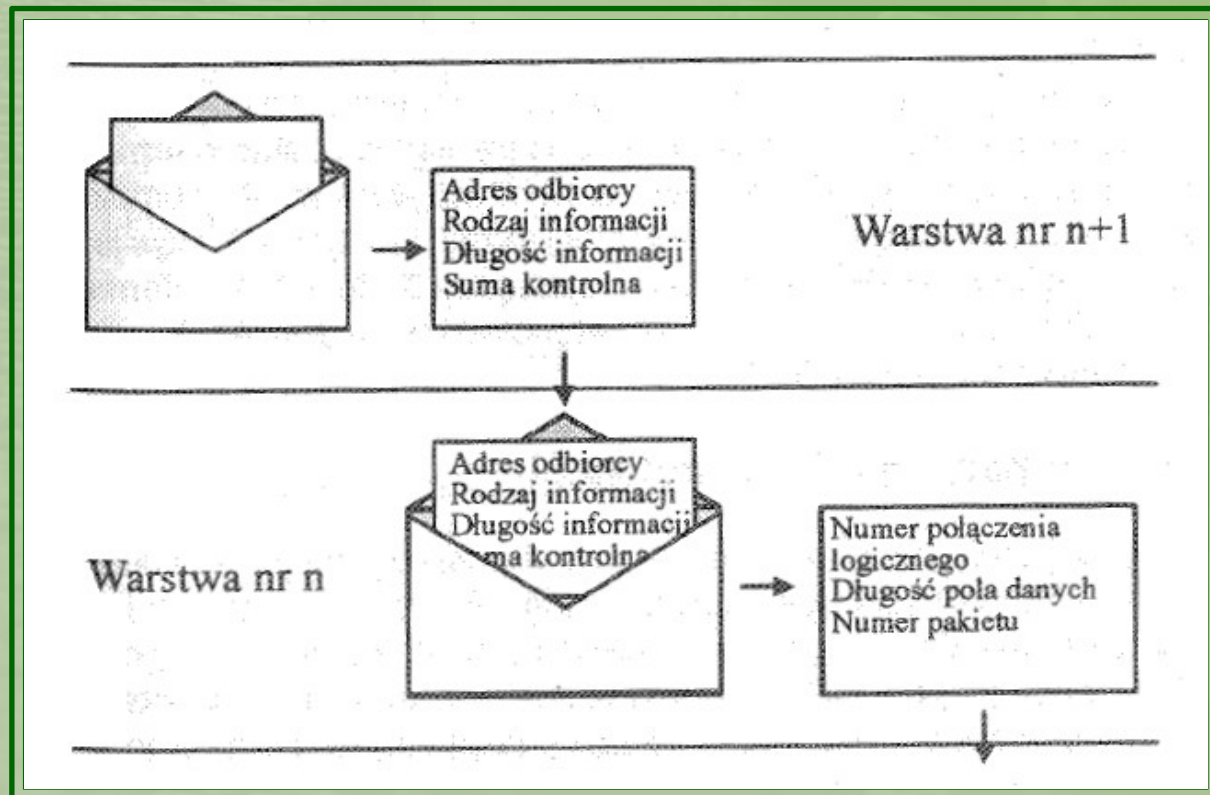 Adres odbiorcy
Rodzaj informacji
Długość informacji
Suma kontrolna
Warstwa nr n+1
Adres odbiorcy
Rodzaj informacji
Długość informacji
kontrolna
Warstwa nr n
Numer połączenia
logicznego
Długość pola danych
Numer pakietu